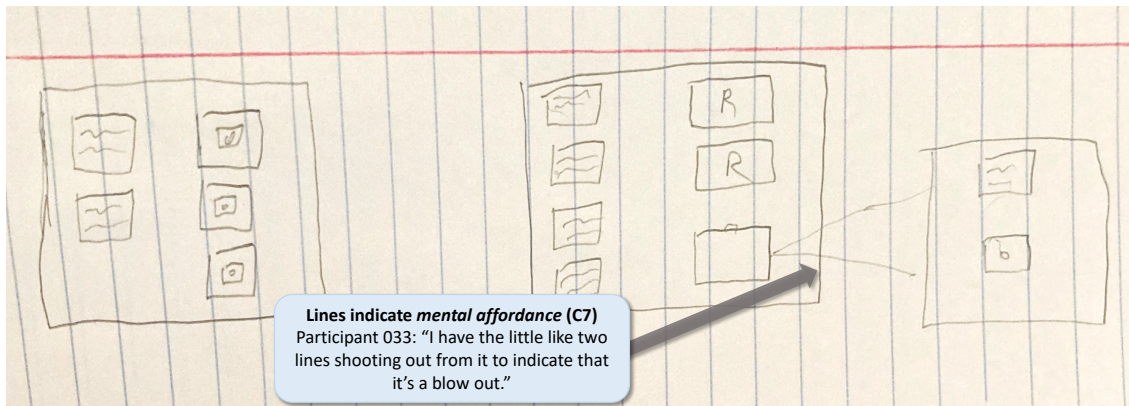 R
R
b
Lines indicate mental affordance (C7)
Participant 033: “I have the little like two
lines shooting out from it to indicate that
it’s a blow out.”